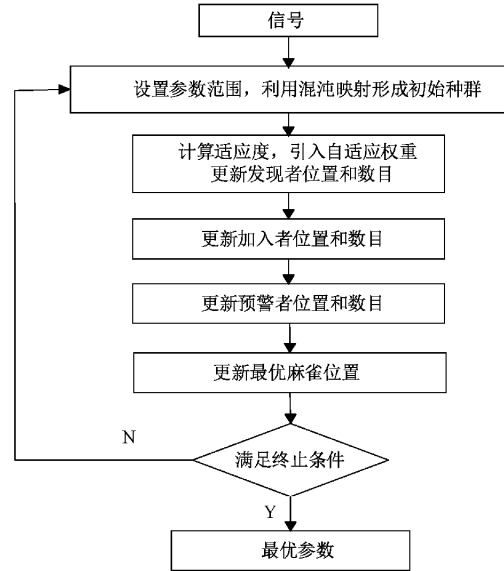 信号
设置参数范围，利用混沌映射形成初始种群
计算适应度，引入自适应权重
更新发现者位置和数目
更新加入者位置和数目
更新预警者位置和数目
更新最优麻雀位置
N
满足终止条件
Y
最优参数